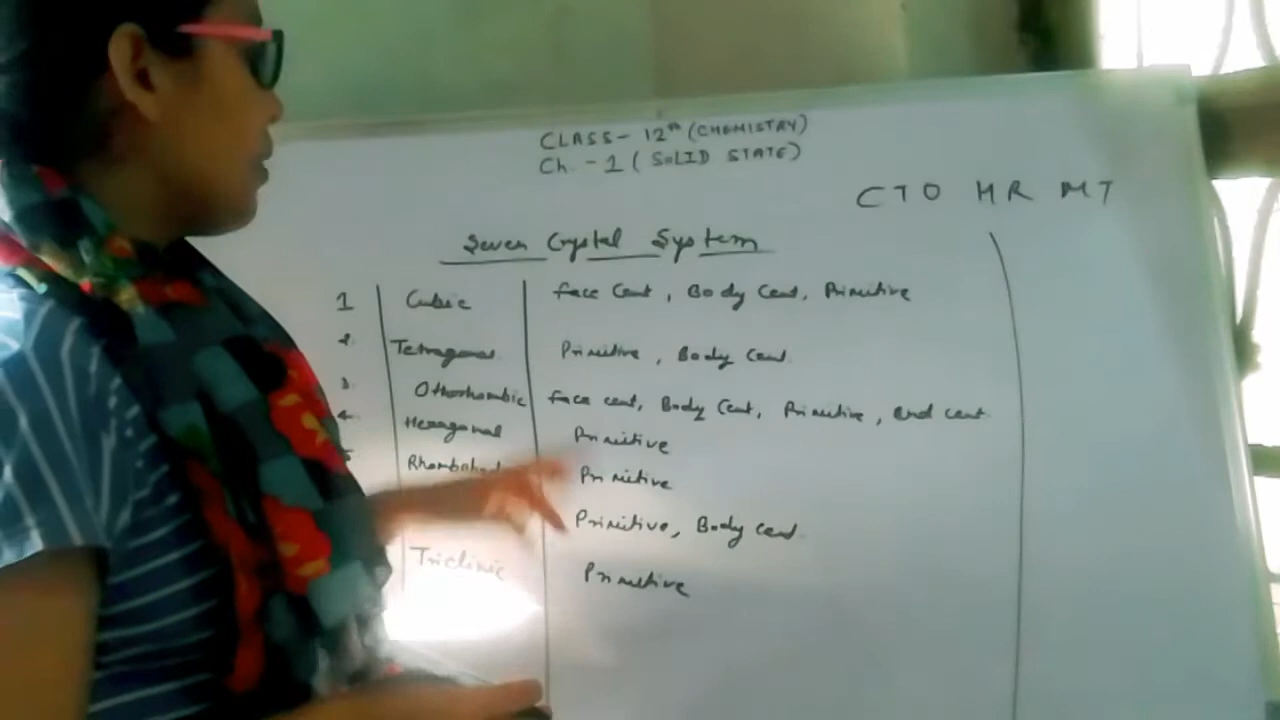 CLASS- 12th (CHEMISTRY)
Ch. - 1 ( SOLID STATE)
CTO HR MT
Seven Crystal System
1 Cubic Face Cent, Body Cent, Primitive
2. Tetragonal Primitive, Body Cent.
3. Othorhombic Face cent, Body Cent, Primitive, end cent.
4. Hexagonal Primitive
5 Primitive
Primitive, Body cent.
Triclinic Primitive